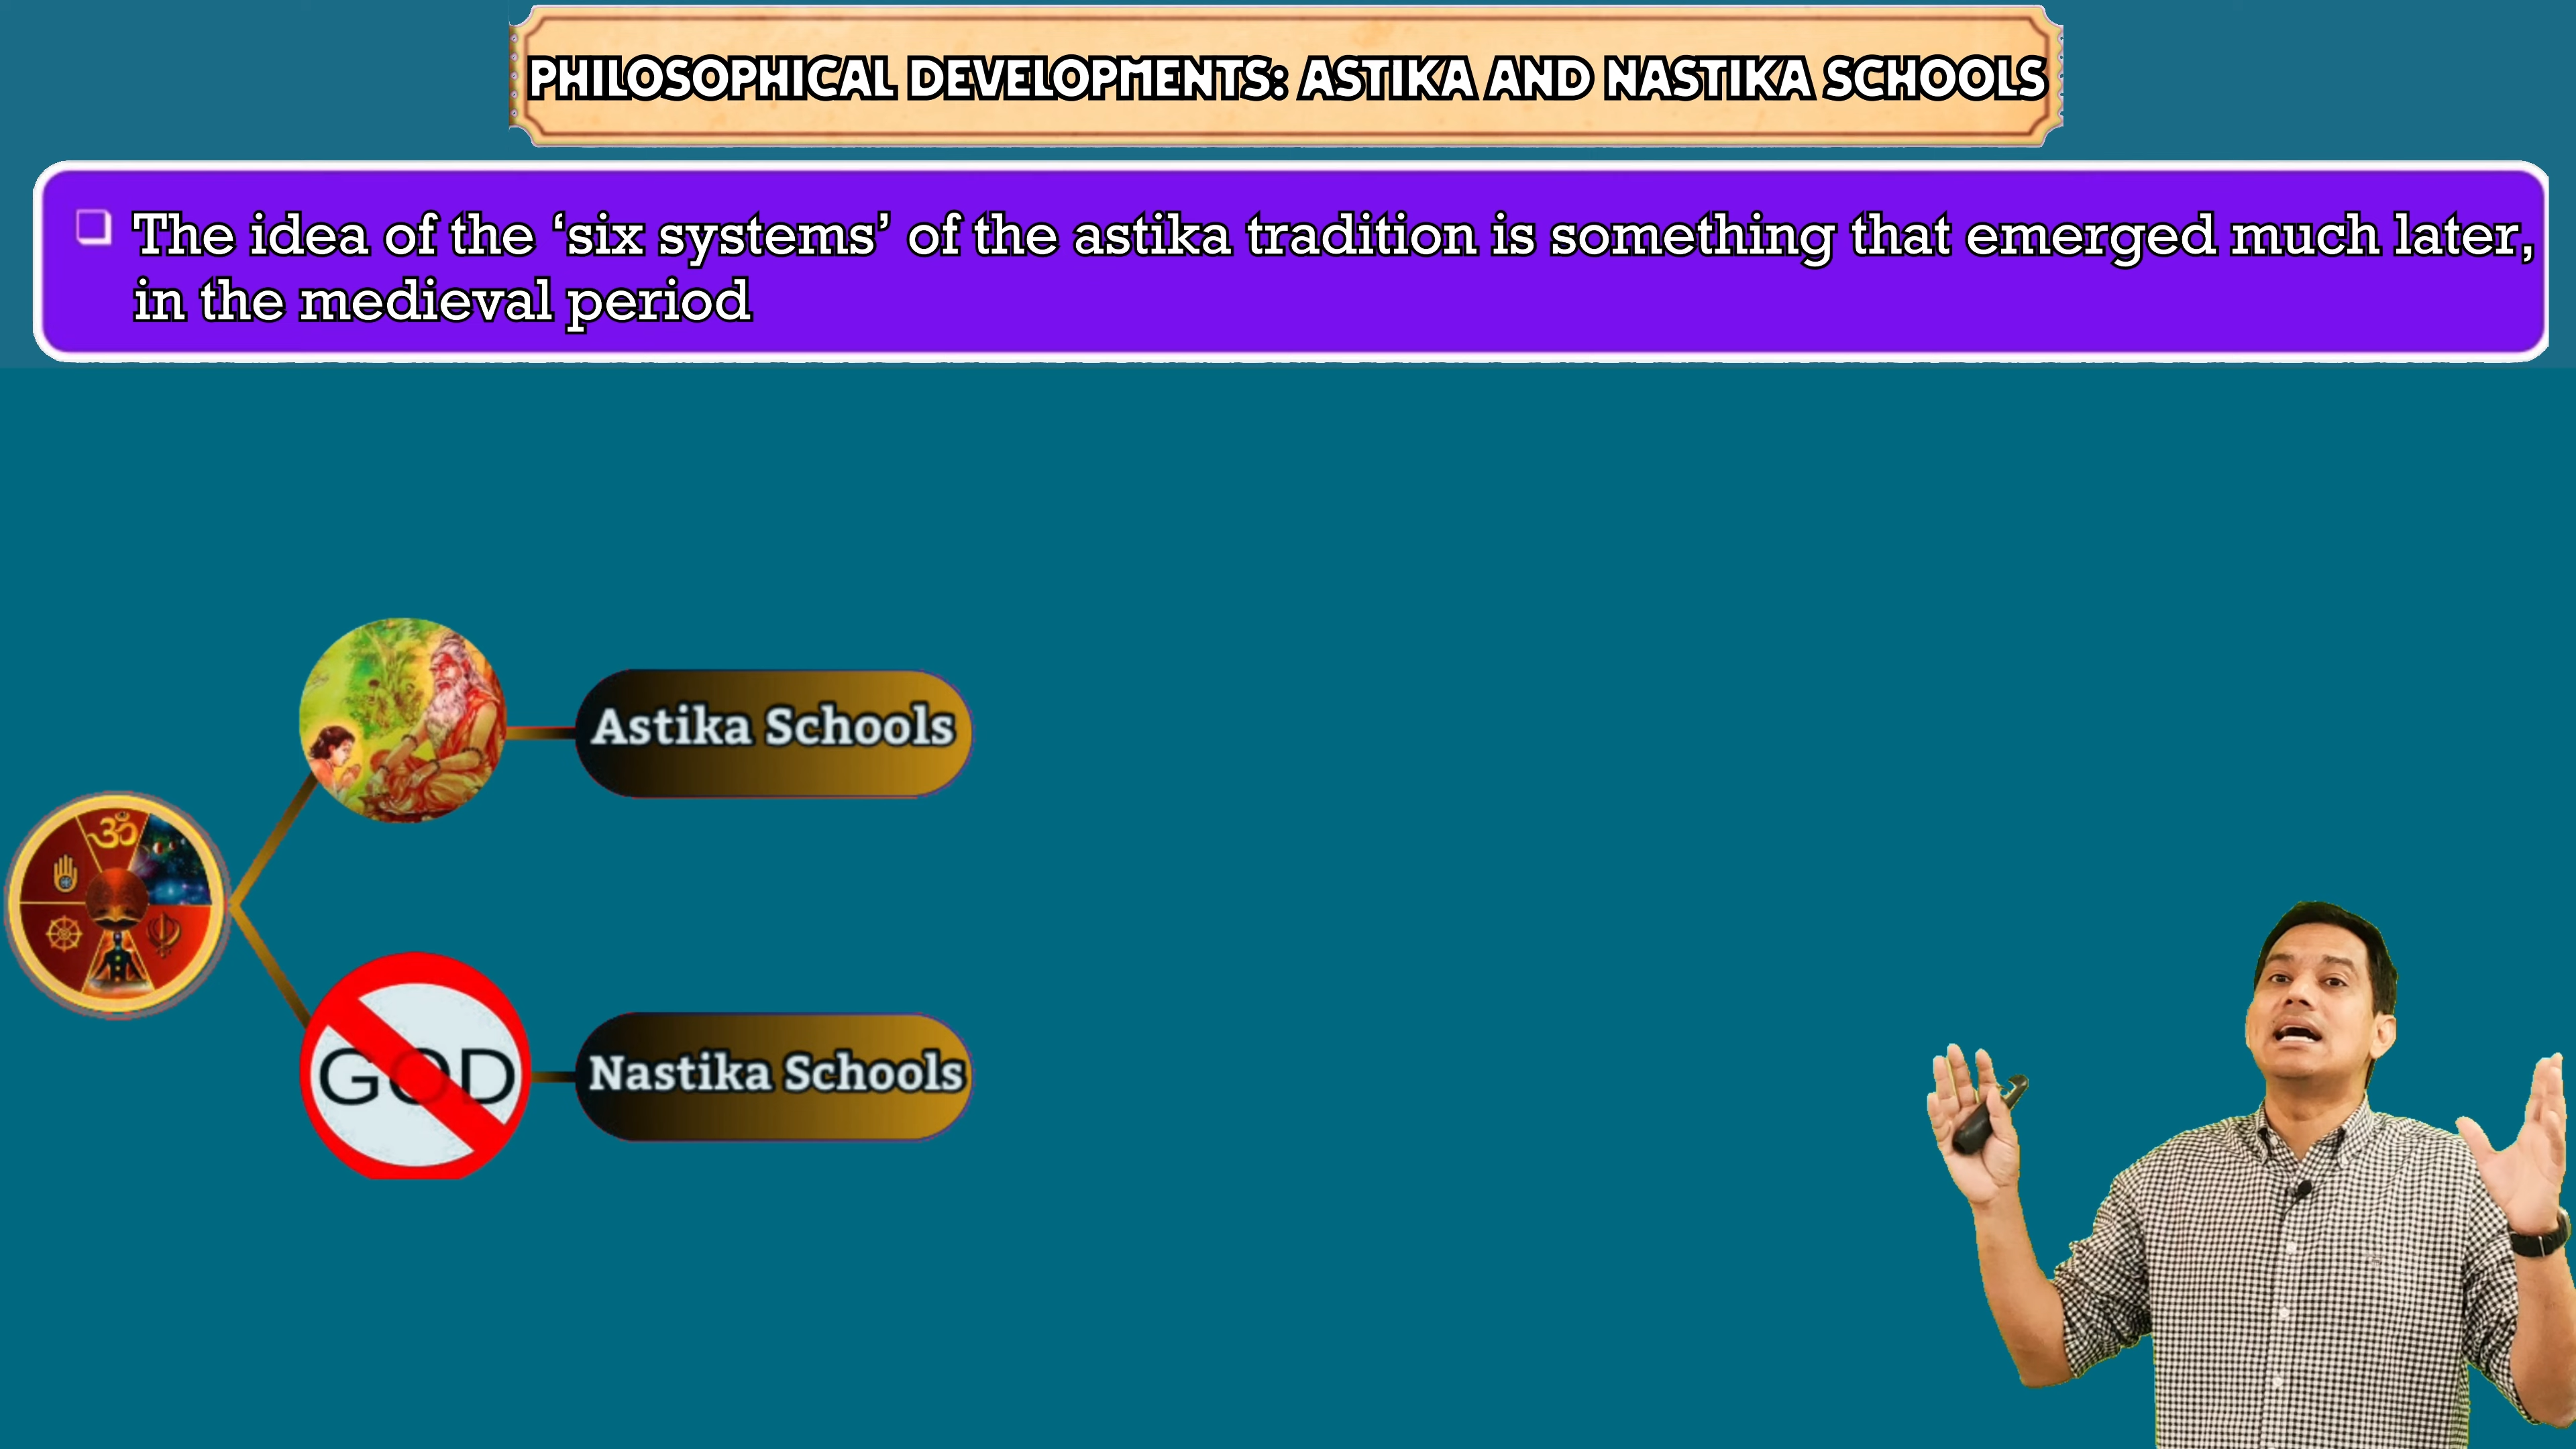 PHILOSOPHICAL DEVELOPMENTS: ASTIKA AND NASTIKA SCHOOLS
❑ The idea of the ‘six systems’ of the astika tradition is something that emerged much later,
in the medieval period
Astika Schools
ॐ
GOD
Nastika Schools